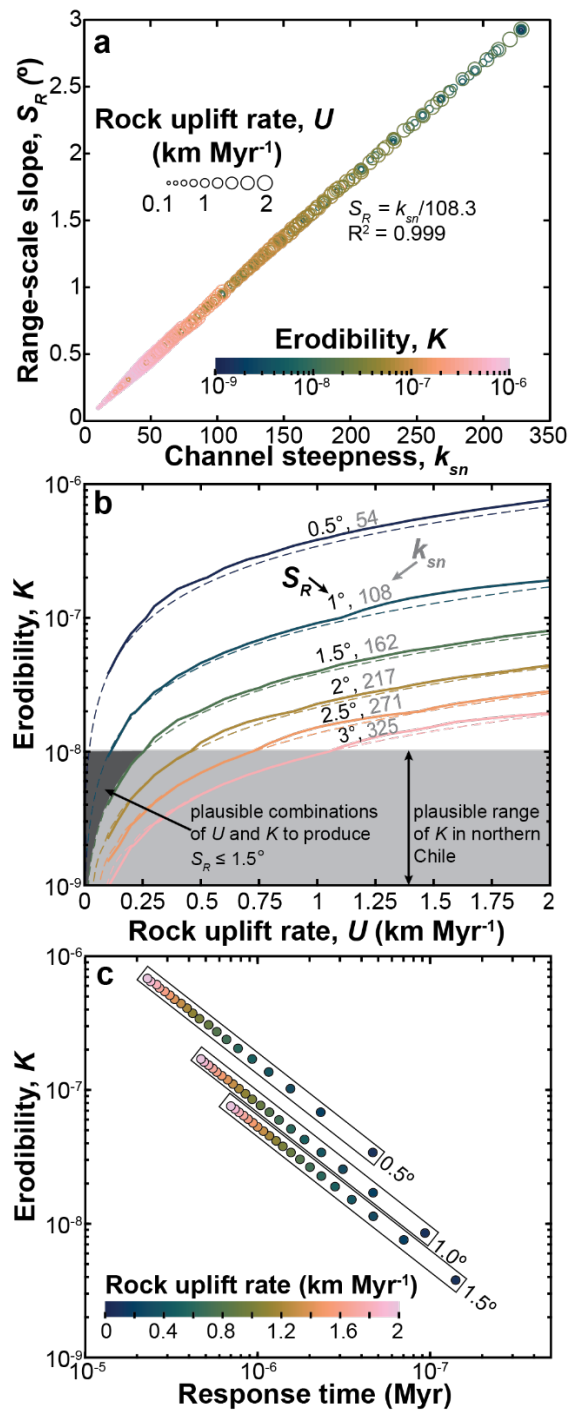 a
3
2.5
2
1.5
1
0.5
0
Range-scale slope, S_R (º)
Rock uplift rate, U
(km Myr⁻¹)
0.1 1 2
S_R = k_sn/108.3
R² = 0.999
Erodibility, K
10⁻⁹ 10⁻⁸ 10⁻⁷ 10⁻⁶
0 50 100 150 200 250 200 350
Channel steepness, k_sn
b
10⁻⁶
10⁻⁷
10⁻⁸
10⁻⁹
Erodibility, K
0.5°, 54
S_R
k_sn
1°, 108
1.5°, 162
2°, 217
2.5°, 271
3°, 325
plausible combinations
of U and K to produce
S_R ≤ 1.5°
plausible range
of K in northern
Chile
0 0.25 0.5 0.75 1 1.25 1.5 1.75 2
Rock uplift rate, U (km Myr⁻¹)
c
10⁻⁶
10⁻⁷
10⁻⁸
10⁻⁹
Erodibility, K
0.5º
1.0º
1.5º
Rock uplift rate (km Myr⁻¹)
0 0.4 0.8 1.2 1.6 2
10⁻⁵ 10⁻⁶ 10⁻⁷
Response time (Myr)